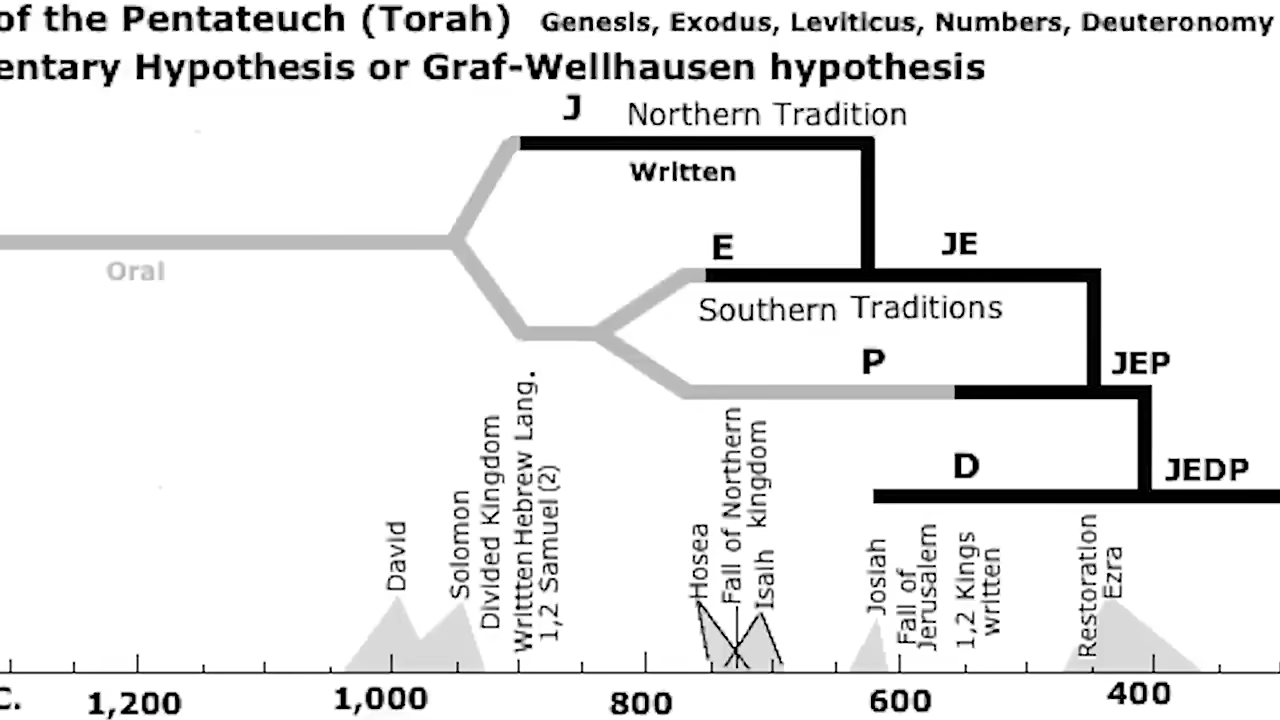 of the Pentateuch (Torah) Genesis, Exodus, Leviticus, Numbers, Deuteronomy
entary Hypothesis or Graf-Wellhausen hypothesis
J Northern Tradition
Written
E JE
Oral
Southern Traditions
P JEP
D JEDP
David
Solomon
Divided Kingdom
Writtten Hebrew Lang.
1,2 Samuel (2)
Hosea
Fall of Northern
kingdom
Isaih
Josiah
Fall of
Jerusalem
1,2 Kings
written
Restoration
Ezra
C. 1,200 1,000 800 600 400